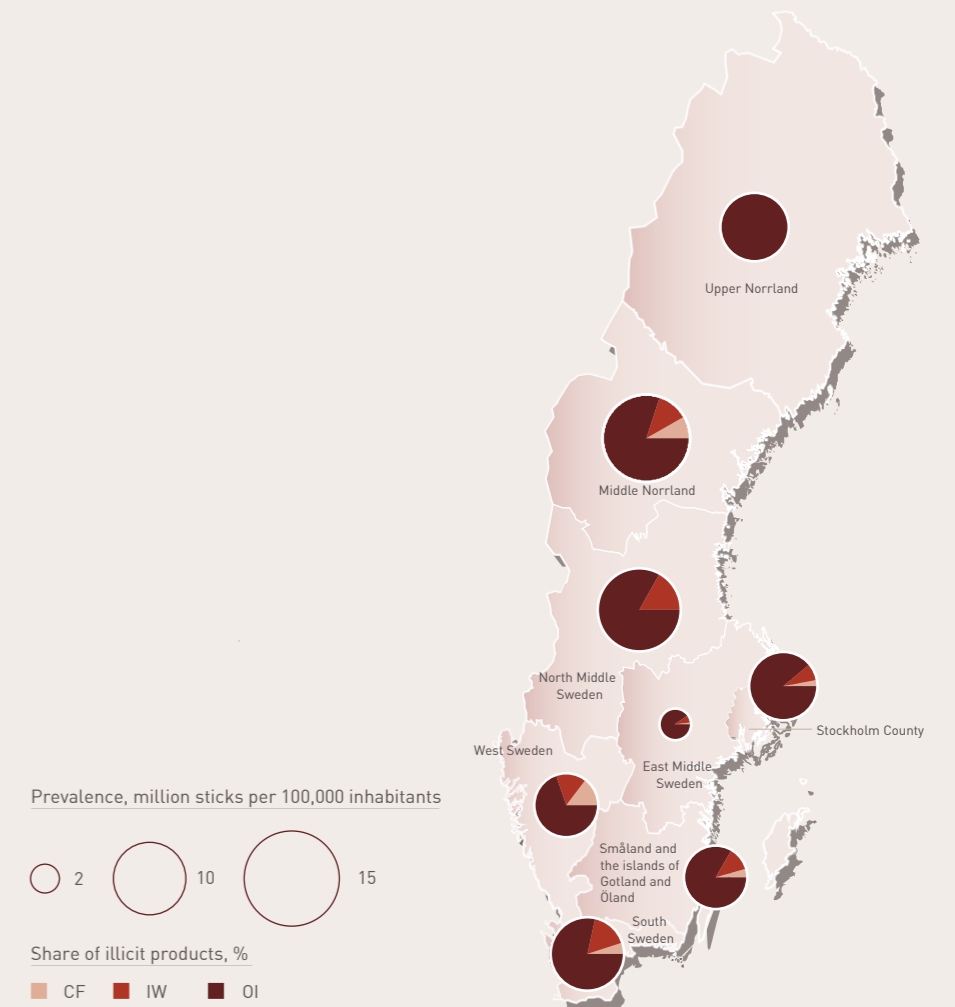 Upper Norrland
Middle Norrland
North Middle
Sweden
Stockholm County
West Sweden
East Middle
Sweden
Småland and
the islands of
Gotland and
Öland
South
Sweden
Prevalence, million sticks per 100,000 inhabitants
2 10 15
Share of illicit products, %
CF IW OI